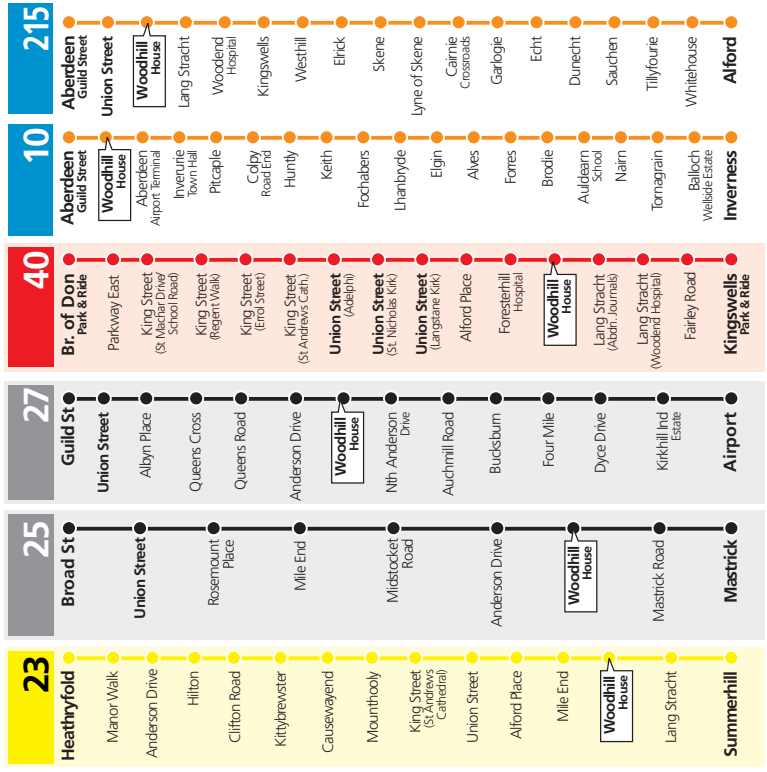 215
Aberdeen
Guild Street
Union Street
Woodhill
House
Lang Stracht
Woodend
Hospital
Kingswells
Westhill
Elrick
Skene
Lyne of Skene
Cairnie
Crossroads
Garlogie
Echt
Dunecht
Sauchen
Tillyfourie
Whitehouse
Alford
10
Aberdeen
Guild Street
Woodhill
House
Aberdeen
Airport Terminal
Inverurie
Town Hall
Pitcaple
Colpy
Road End
Huntly
Keith
Fochabers
Lhanbryde
Elgin
Alves
Forres
Brodie
Auldearn
School
Nairn
Tornagrain
Balloch
Wellside Estate
Inverness
40
Br. of Don
Park & Ride
Parkway East
King Street
(St Machar Drive/
School Road)
King Street
(Regent Walk)
King Street
(Errol Street)
King Street
(St Andrews Cath.)
Union Street
(Adelphi)
Union Street
(St. Nicholas Kirk)
Union Street
(Langstane Kirk)
Alford Place
Foresterhill
Hospital
Woodhill
House
Lang Stracht
(Abdn. Journals)
Lang Stracht
(Woodend Hospital)
Fairley Road
Kingswells
Park & Ride
27
Guild St
Union Street
Albyn Place
Queens Cross
Queens Road
Anderson Drive
Woodhill
House
Nth Anderson
Drive
Auchmill Road
Bucksburn
Four Mile
Dyce Drive
Kirkhill Ind
Estate
Airport
25
Broad St
Union Street
Rosemount
Place
Mile End
Midstocket
Road
Anderson Drive
Woodhill
House
Mastrick Road
Mastrick
23
Heathryfold
Manor Walk
Anderson Drive
Hilton
Clifton Road
Kittybrewster
Causewayend
Mounthooly
King Street
(St Andrews
Cathedral)
Union Street
Alford Place
Mile End
Woodhill
House
Lang Stracht
Summerhill